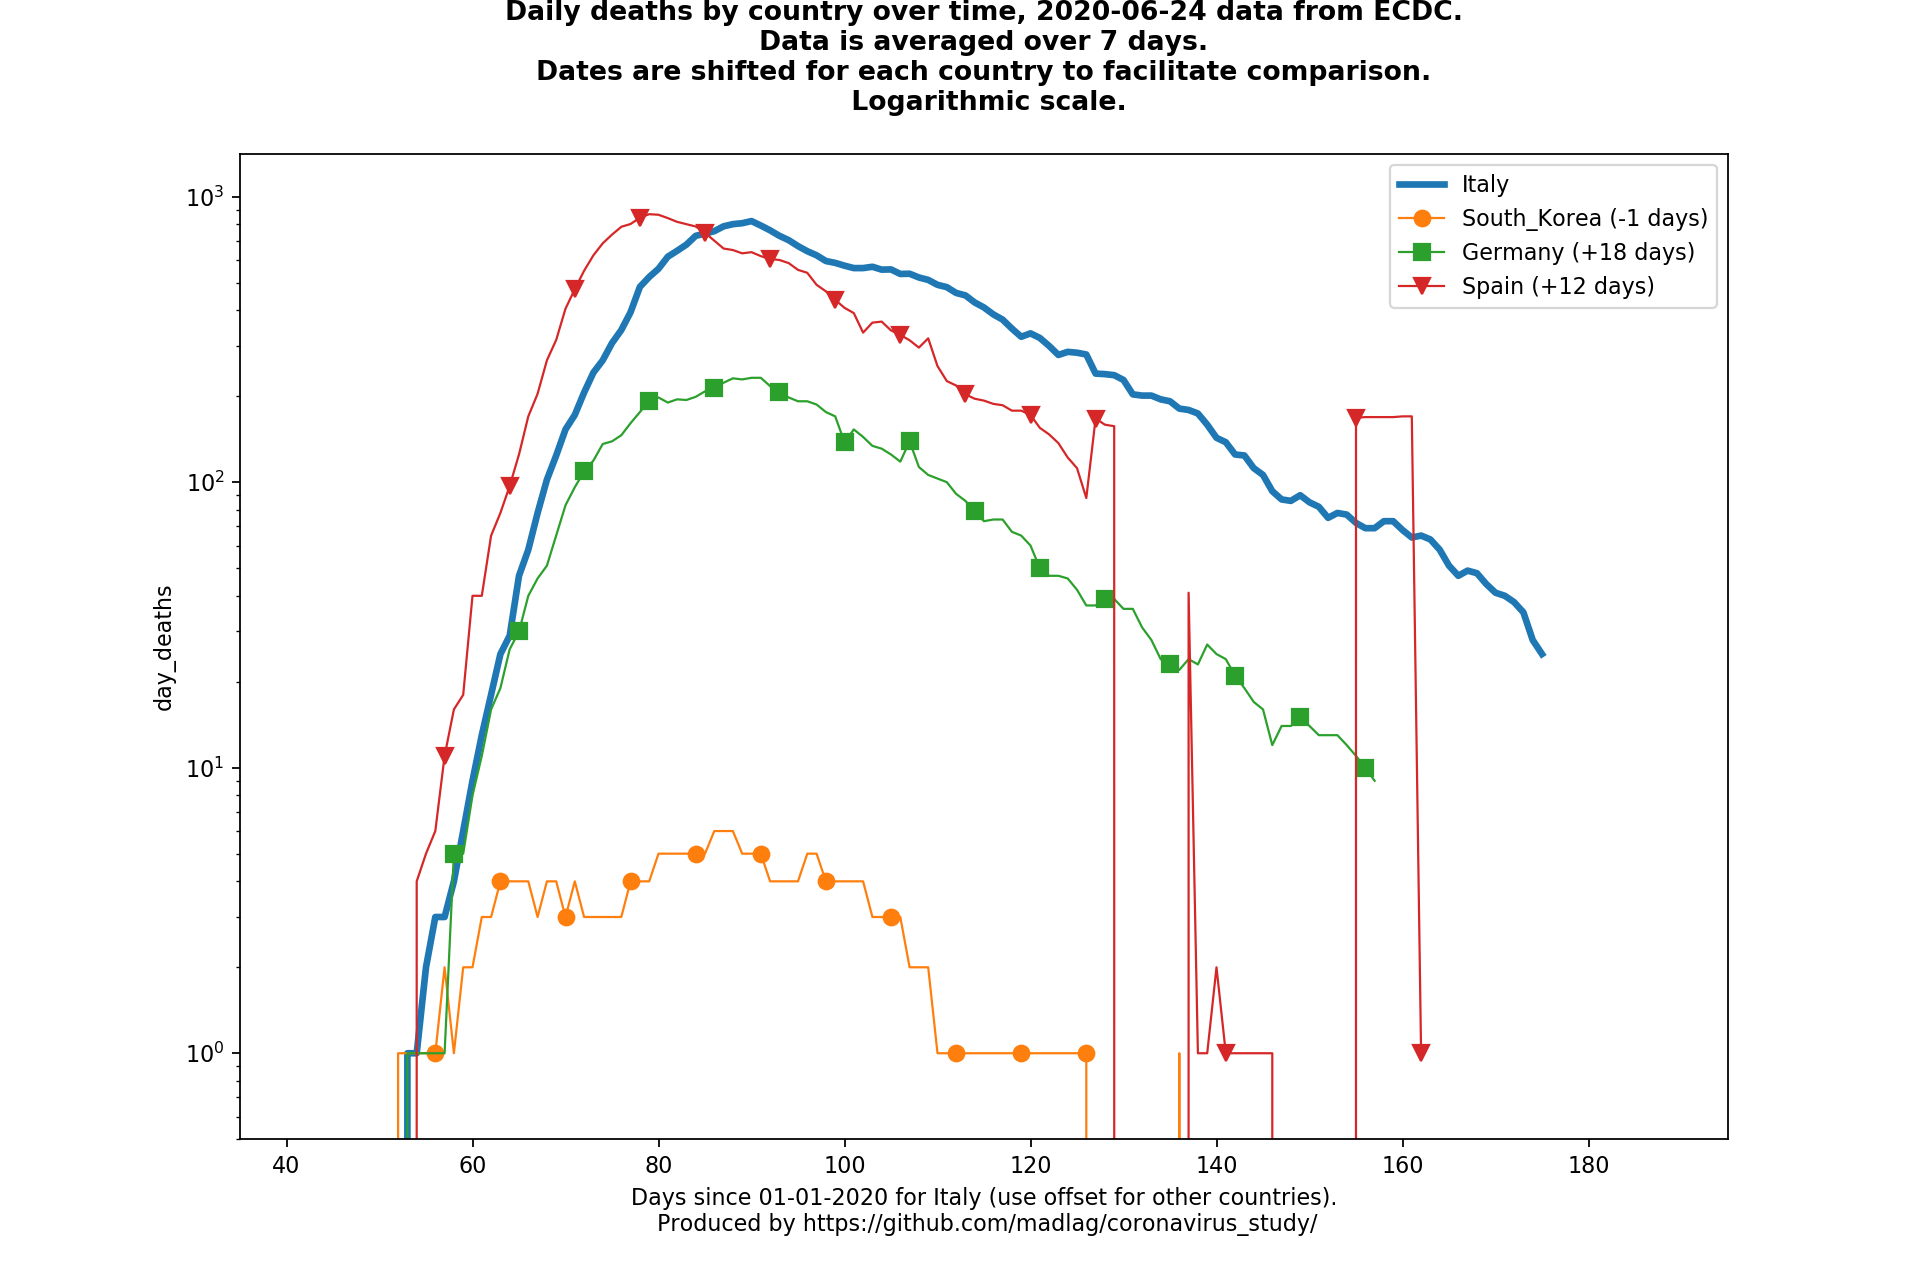 Daily deaths by country over time, 2020-06-24 data from ECDC.
Data is averaged over 7 days.
Dates are shifted for each country to facilitate comparison.
Logarithmic scale.
Italy
South_Korea (-1 days)
Germany (+18 days)
Spain (+12 days)
10³
10²
10¹
10⁰
day_deaths
40 60 80 100 120 140 160 180
Days since 01-01-2020 for Italy (use offset for other countries).
Produced by https://github.com/madlag/coronavirus_study/